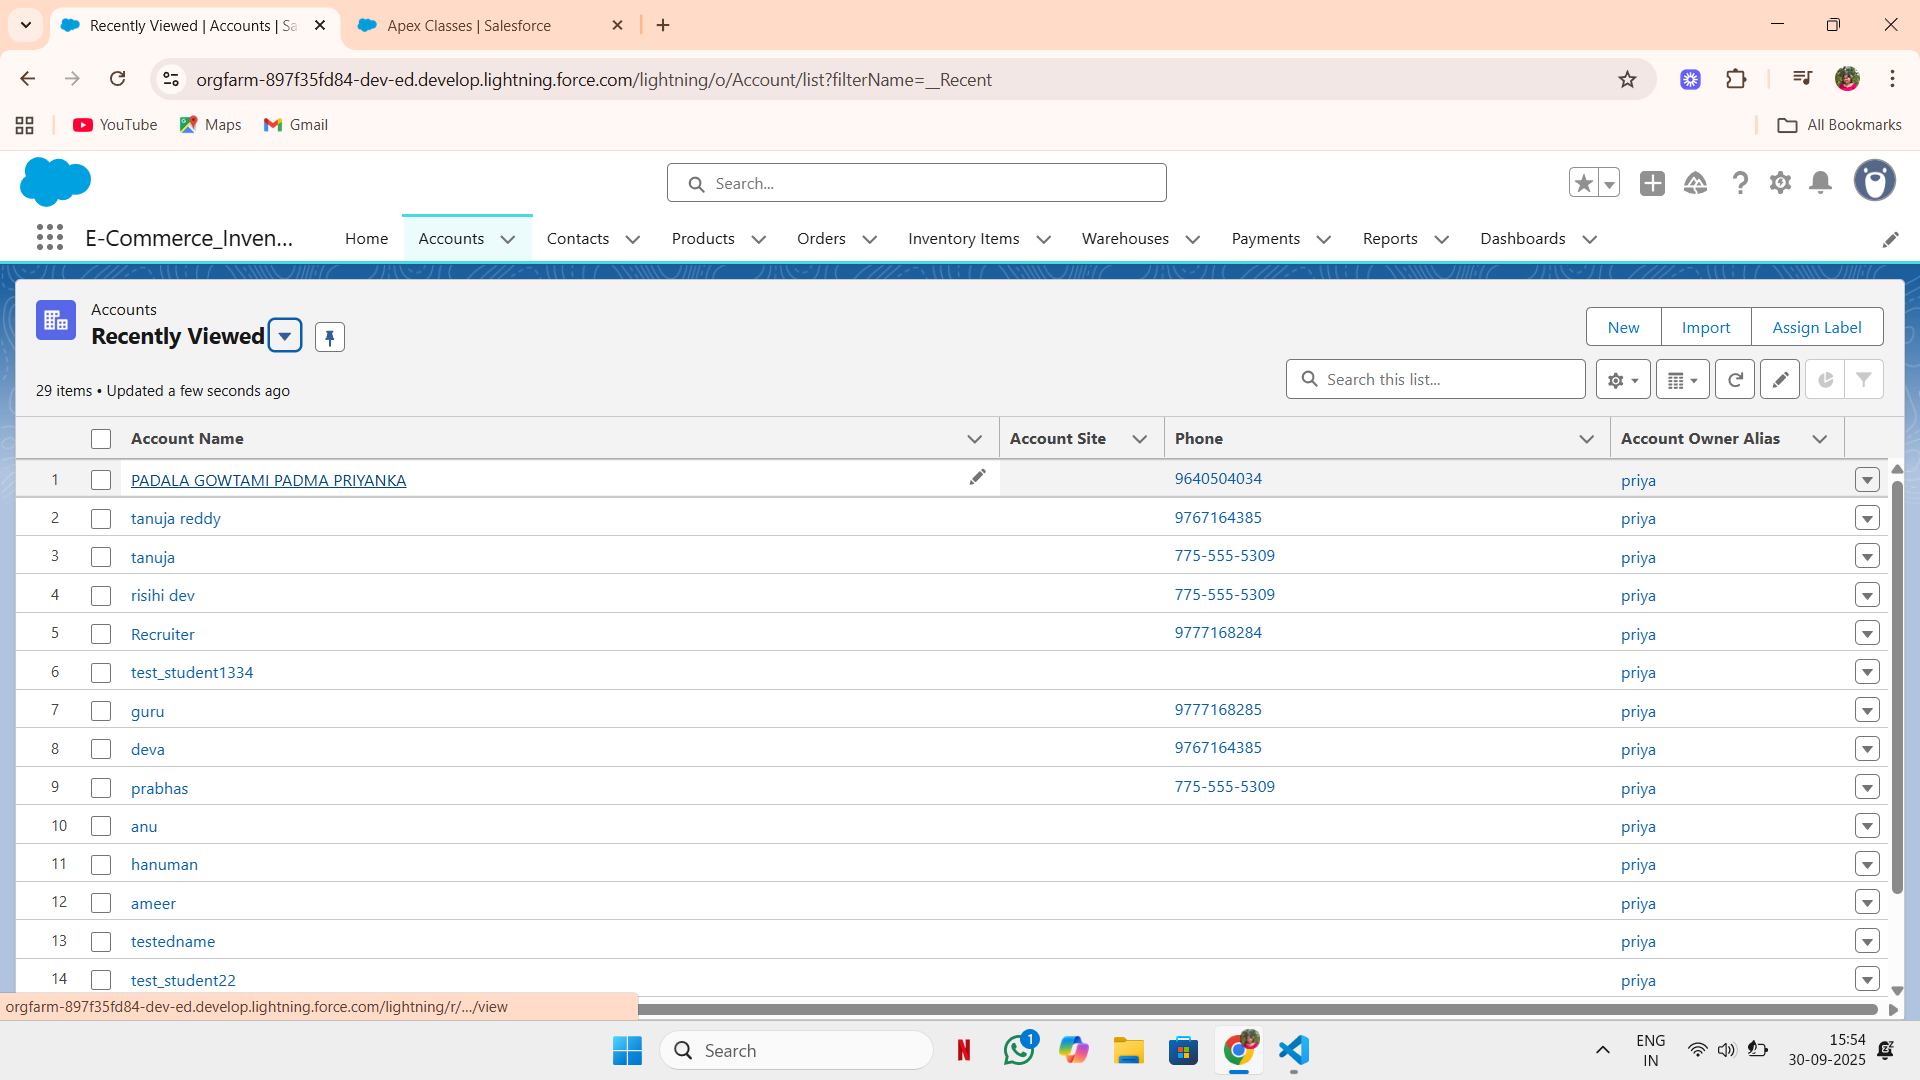 Recently Viewed | Accounts | Sa
Apex Classes | Salesforce
orgfarm-897f35fd84-dev-ed.develop.lightning.force.com/lightning/o/Account/list?filterName=__Recent
YouTube Maps Gmail All Bookmarks
Search...
E-Commerce_Inven... Home Accounts Contacts Products Orders Inventory Items Warehouses Payments Reports Dashboards
Accounts
Recently Viewed
New Import Assign Label
29 items • Updated a few seconds ago
Search this list...
Account Name Account Site Phone Account Owner Alias
1 PADALA GOWTAMI PADMA PRIYANKA 9640504034 priya
2 tanuja reddy 9767164385 priya
3 tanuja 775-555-5309 priya
4 risihi dev 775-555-5309 priya
5 Recruiter 9777168284 priya
6 test_student1334 priya
7 guru 9777168285 priya
8 deva 9767164385 priya
9 prabhas 775-555-5309 priya
10 anu priya
11 hanuman priya
12 ameer priya
13 testedname priya
14 test_student22 priya
orgfarm-897f35fd84-dev-ed.develop.lightning.force.com/lightning/r/.../view
Search
N
1
ENG
IN
15:54
30-09-2025